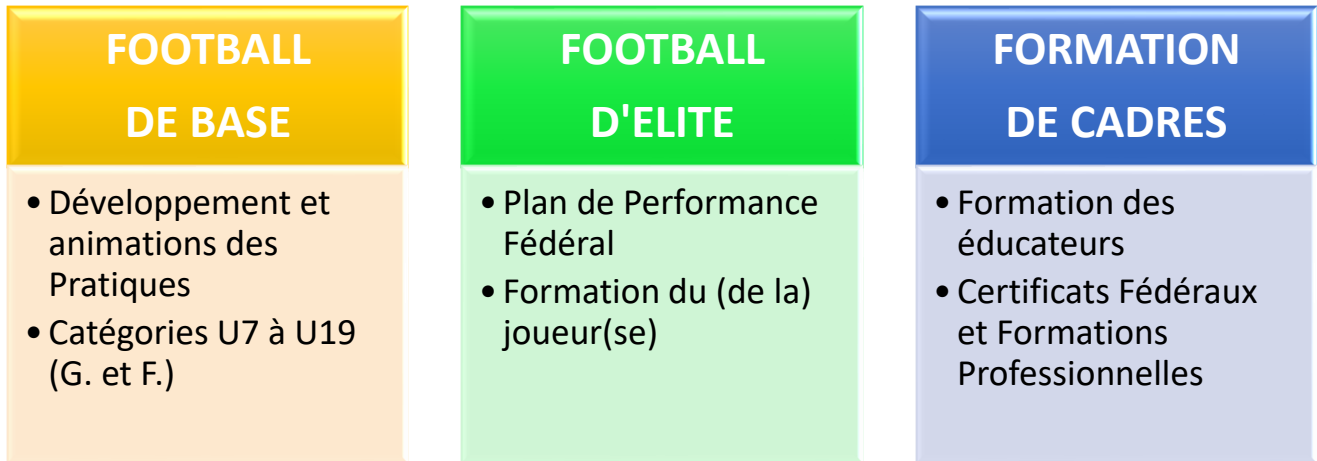 FOOTBALL
DE BASE
• Développement et
animations des
Pratiques
• Catégories U7 à U19
(G. et F.)
FOOTBALL
D'ELITE
• Plan de Performance
Fédéral
• Formation du (de la)
joueur(se)
FORMATION
DE CADRES
• Formation des
éducateurs
• Certificats Fédéraux
et Formations
Professionnelles